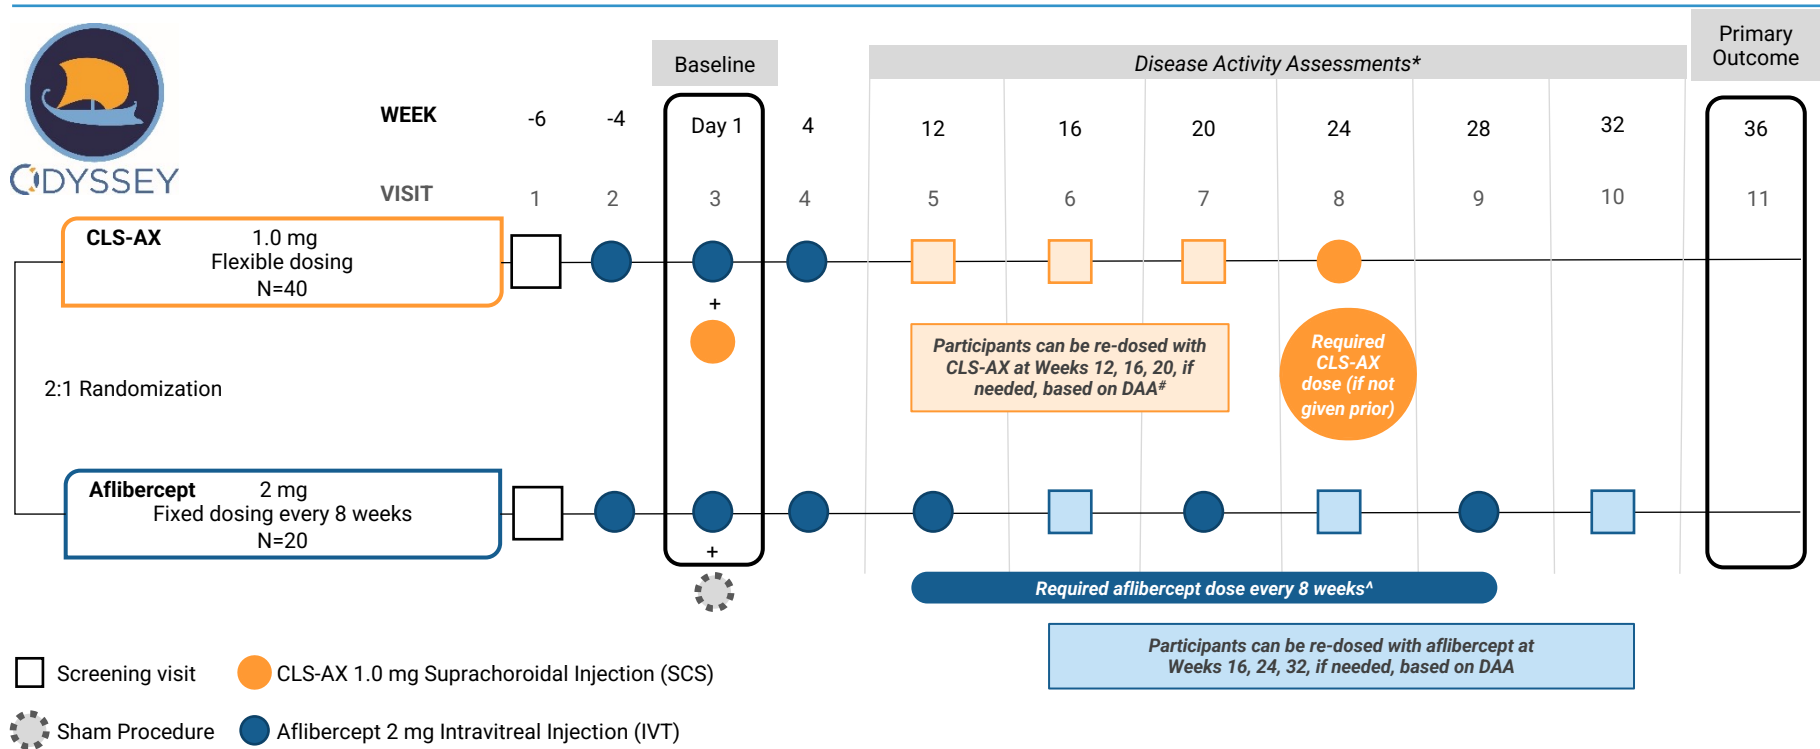 ODYSSEY
Baseline
Disease Activity Assessments*
Primary
Outcome
WEEK -6 -4 Day 1 4 12 16 20 24 28 32 36
VISIT 1 2 3 4 5 6 7 8 9 10 11
CLS-AX 1.0 mg
Flexible dosing
N=40
+
Participants can be re-dosed with
CLS-AX at Weeks 12, 16, 20, if
needed, based on DAA#
Required
CLS-AX
dose (if not
given prior)
2:1 Randomization
Aflibercept 2 mg
Fixed dosing every 8 weeks
N=20
+
Required aflibercept dose every 8 weeks^
Participants can be re-dosed with aflibercept at
Weeks 16, 24, 32, if needed, based on DAA
Screening visit
CLS-AX 1.0 mg Suprachoroidal Injection (SCS)
Sham Procedure
Aflibercept 2 mg Intravitreal Injection (IVT)